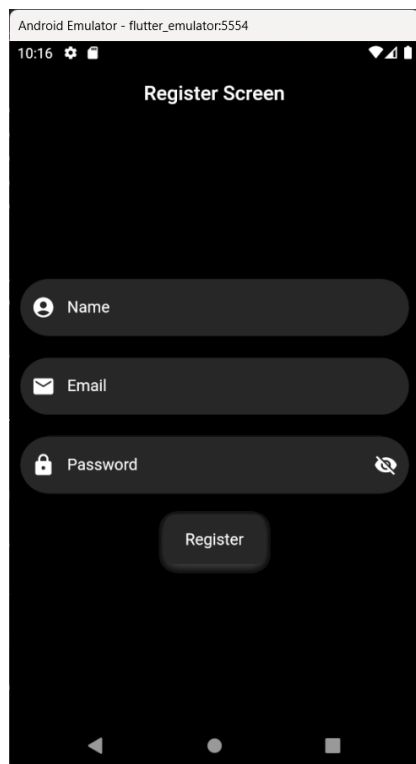 Android Emulator - flutter_emulator:5554
10:16
Register Screen
Name
Email
Password
Register